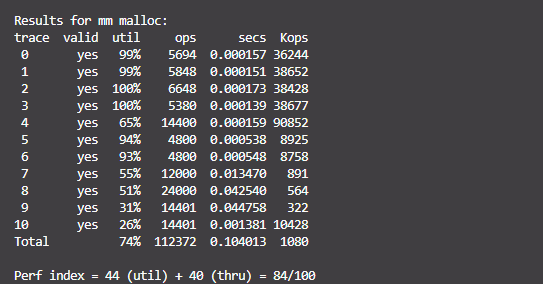 Results for mm malloc:
trace valid util ops secs Kops
0 yes 99% 5694 0.000157 36244
1 yes 99% 5848 0.000151 38652
2 yes 100% 6648 0.000173 38428
3 yes 100% 5380 0.000139 38677
4 yes 65% 14400 0.000159 90852
5 yes 94% 4800 0.000538 8925
6 yes 93% 4800 0.000548 8758
7 yes 55% 12000 0.013470 891
8 yes 51% 24000 0.042540 564
9 yes 31% 14401 0.044758 322
10 yes 26% 14401 0.001381 10428
Total 74% 112372 0.104013 1080
Perf index = 44 (util) + 40 (thru) = 84/100